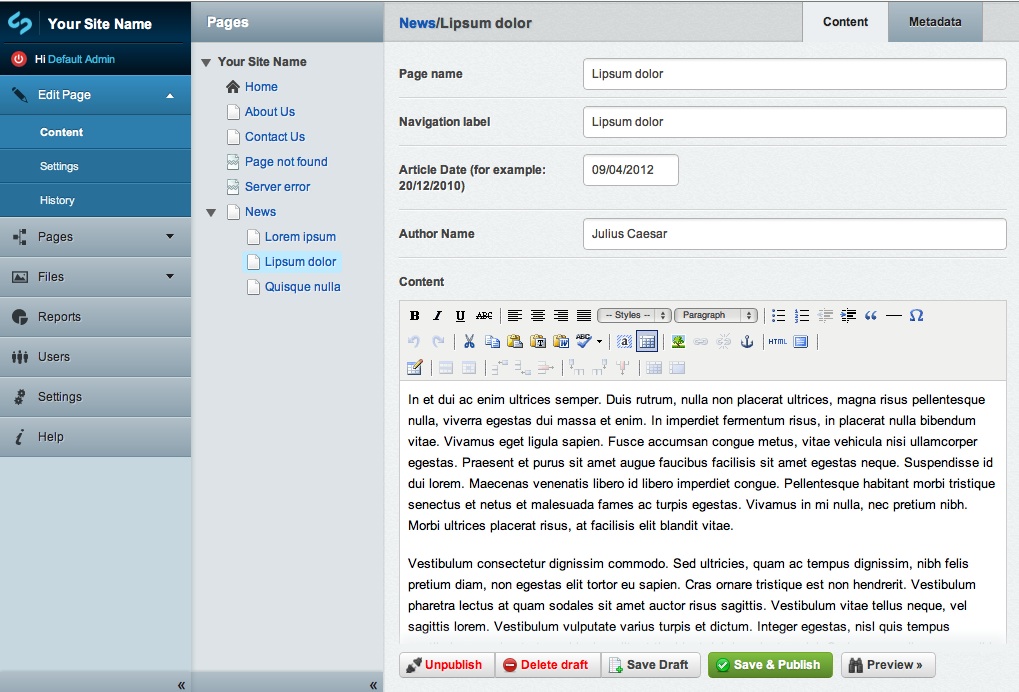 Your Site Name
Hi Default Admin
Edit Page
Content
Settings
History
Pages
Files
Reports
Users
Settings
Help
«
Pages
Your Site Name
Home
About Us
Contact Us
Page not found
Server error
News
Lorem ipsum
Lipsum dolor
Quisque nulla
«
News/Lipsum dolor
Content
Metadata
Page name
Lipsum dolor
Navigation label
Lipsum dolor
Article Date (for example:
20/12/2010)
09/04/2012
Author Name
Julius Caesar
Content
B I U ABC -- Styles -- Paragraph
HTML
In et dui ac enim ultrices semper. Duis rutrum, nulla non placerat ultrices, magna risus pellentesque
nulla, viverra egestas dui massa et enim. In imperdiet fermentum risus, in placerat nulla bibendum
vitae. Vivamus eget ligula sapien. Fusce accumsan congue metus, vitae vehicula nisi ullamcorper
egestas. Praesent et purus sit amet augue faucibus facilisis sit amet egestas neque. Suspendisse id
dui lorem. Maecenas venenatis libero id libero imperdiet congue. Pellentesque habitant morbi tristique
senectus et netus et malesuada fames ac turpis egestas. Vivamus in mi nulla, nec pretium nibh.
Morbi ultrices placerat risus, at facilisis elit blandit vitae.
Vestibulum consectetur dignissim commodo. Sed ultricies, quam ac tempus dignissim, nibh felis
pretium diam, non egestas elit tortor eu sapien. Cras ornare tristique est non hendrerit. Vestibulum
pharetra lectus at quam sodales sit amet auctor risus sagittis. Vestibulum vitae tellus neque, vel
sagittis lorem. Vestibulum vulputate varius turpis et dictum. Integer egestas, nisl quis tempus
Unpublish
Delete draft
Save Draft
Save & Publish
Preview »